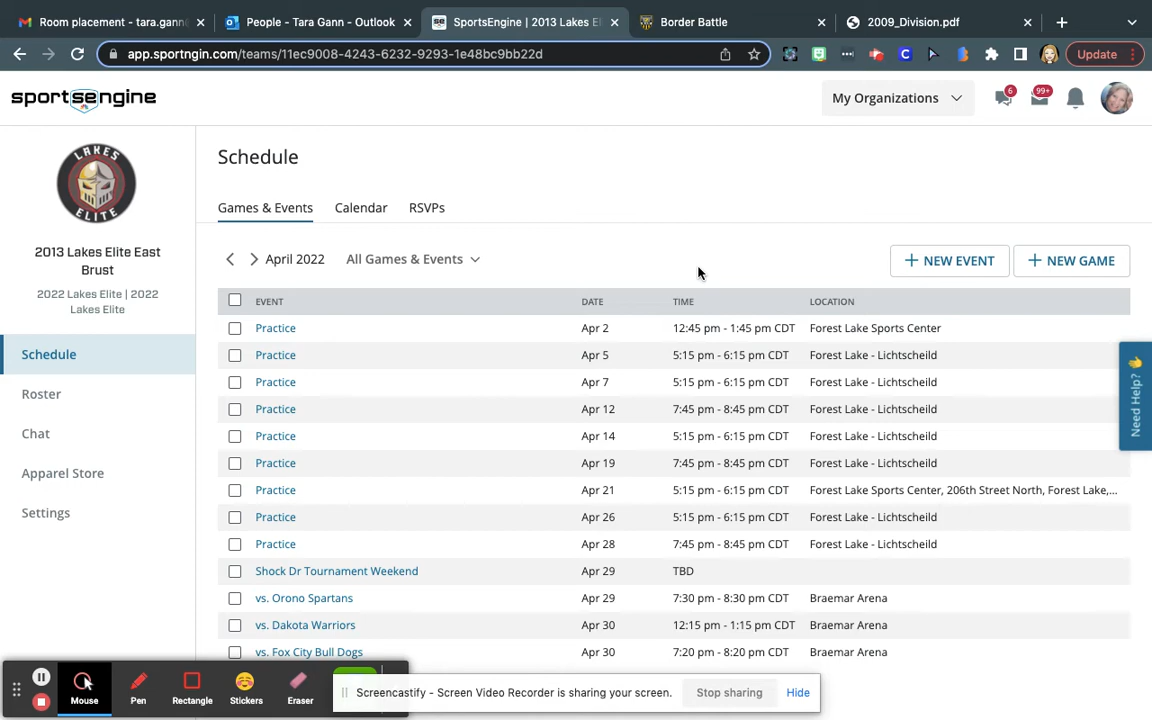 Room placement - tara.gann
People - Tara Gann - Outlook
SportsEngine | 2013 Lakes El
Border Battle
2009_Division.pdf
app.sportngin.com/teams/11ec9008-4243-6232-9293-1e48bc9bb22d
Update
sportsengine
My Organizations
6
99+
LAKES
ELITE
2013 Lakes Elite East
Brust
2022 Lakes Elite | 2022
Lakes Elite
Schedule
Roster
Chat
Apparel Store
Settings
Schedule
Games & Events Calendar RSVPs
April 2022 All Games & Events
NEW EVENT
NEW GAME
EVENT DATE TIME LOCATION
Practice Apr 2 12:45 pm - 1:45 pm CDT Forest Lake Sports Center
Practice Apr 5 5:15 pm - 6:15 pm CDT Forest Lake - Lichtscheild
Practice Apr 7 5:15 pm - 6:15 pm CDT Forest Lake - Lichtscheild
Practice Apr 12 7:45 pm - 8:45 pm CDT Forest Lake - Lichtscheild
Practice Apr 14 5:15 pm - 6:15 pm CDT Forest Lake - Lichtscheild
Practice Apr 19 7:45 pm - 8:45 pm CDT Forest Lake - Lichtscheild
Practice Apr 21 5:15 pm - 6:15 pm CDT Forest Lake Sports Center, 206th Street North, Forest Lake,...
Practice Apr 26 5:15 pm - 6:15 pm CDT Forest Lake - Lichtscheild
Practice Apr 28 7:45 pm - 8:45 pm CDT Forest Lake - Lichtscheild
Shock Dr Tournament Weekend Apr 29 TBD
vs. Orono Spartans Apr 29 7:30 pm - 8:30 pm CDT Braemar Arena
vs. Dakota Warriors Apr 30 12:15 pm - 1:15 pm CDT Braemar Arena
vs. Fox City Bull Dogs Apr 30 7:20 pm - 8:20 pm CDT Braemar Arena
Need Help?
Mouse Pen Rectangle Stickers Eraser
Screencastify - Screen Video Recorder is sharing your screen. Stop sharing Hide